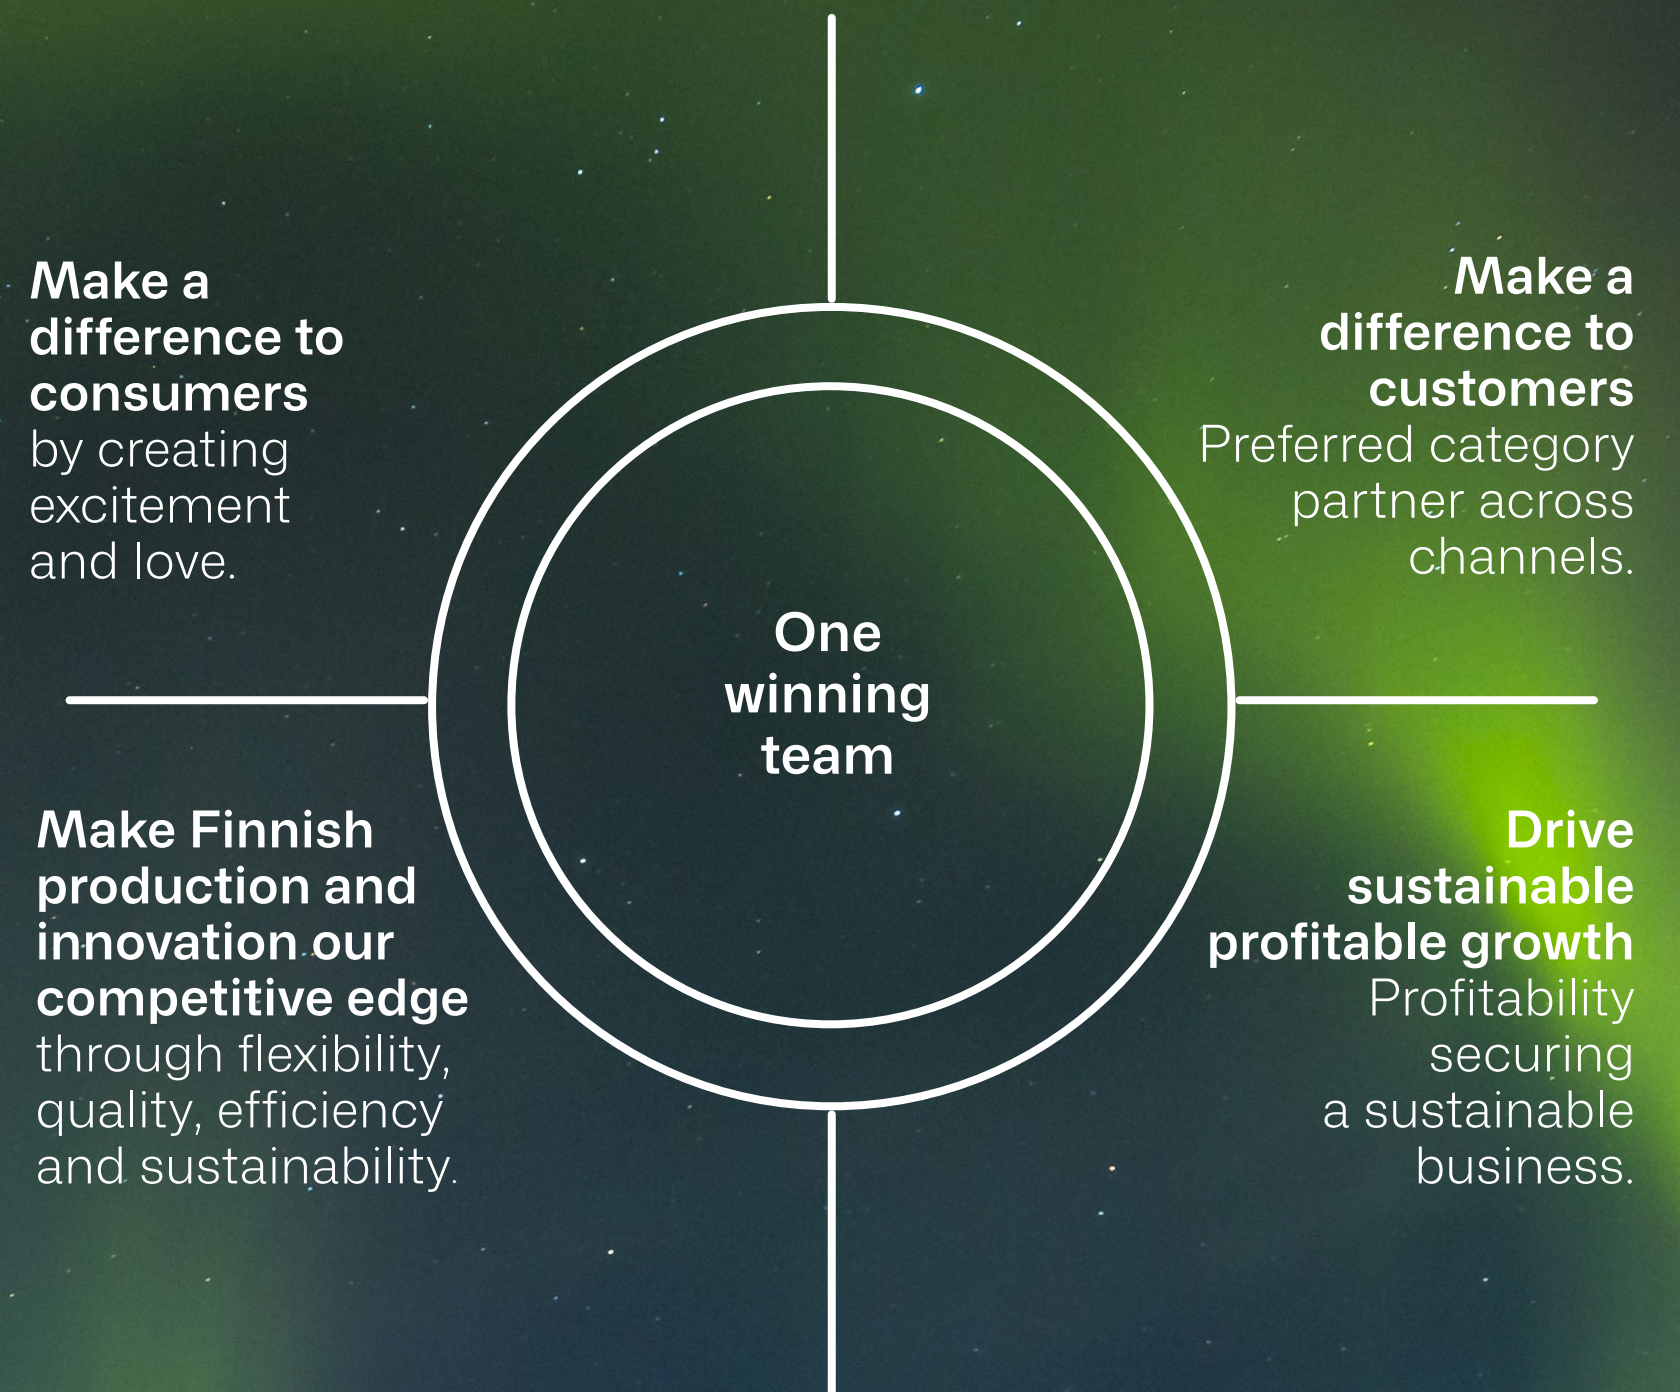 Make a
difference to
consumers
by creating
excitement
and love.
Make a
difference to
customers
Preferred category
partner across
channels.
One
winning
team
Make Finnish
production and
innovation our
competitive edge
through flexibility,
quality, efficiency
and sustainability.
Drive
sustainable
profitable growth
Profitability
securing
a sustainable
business.